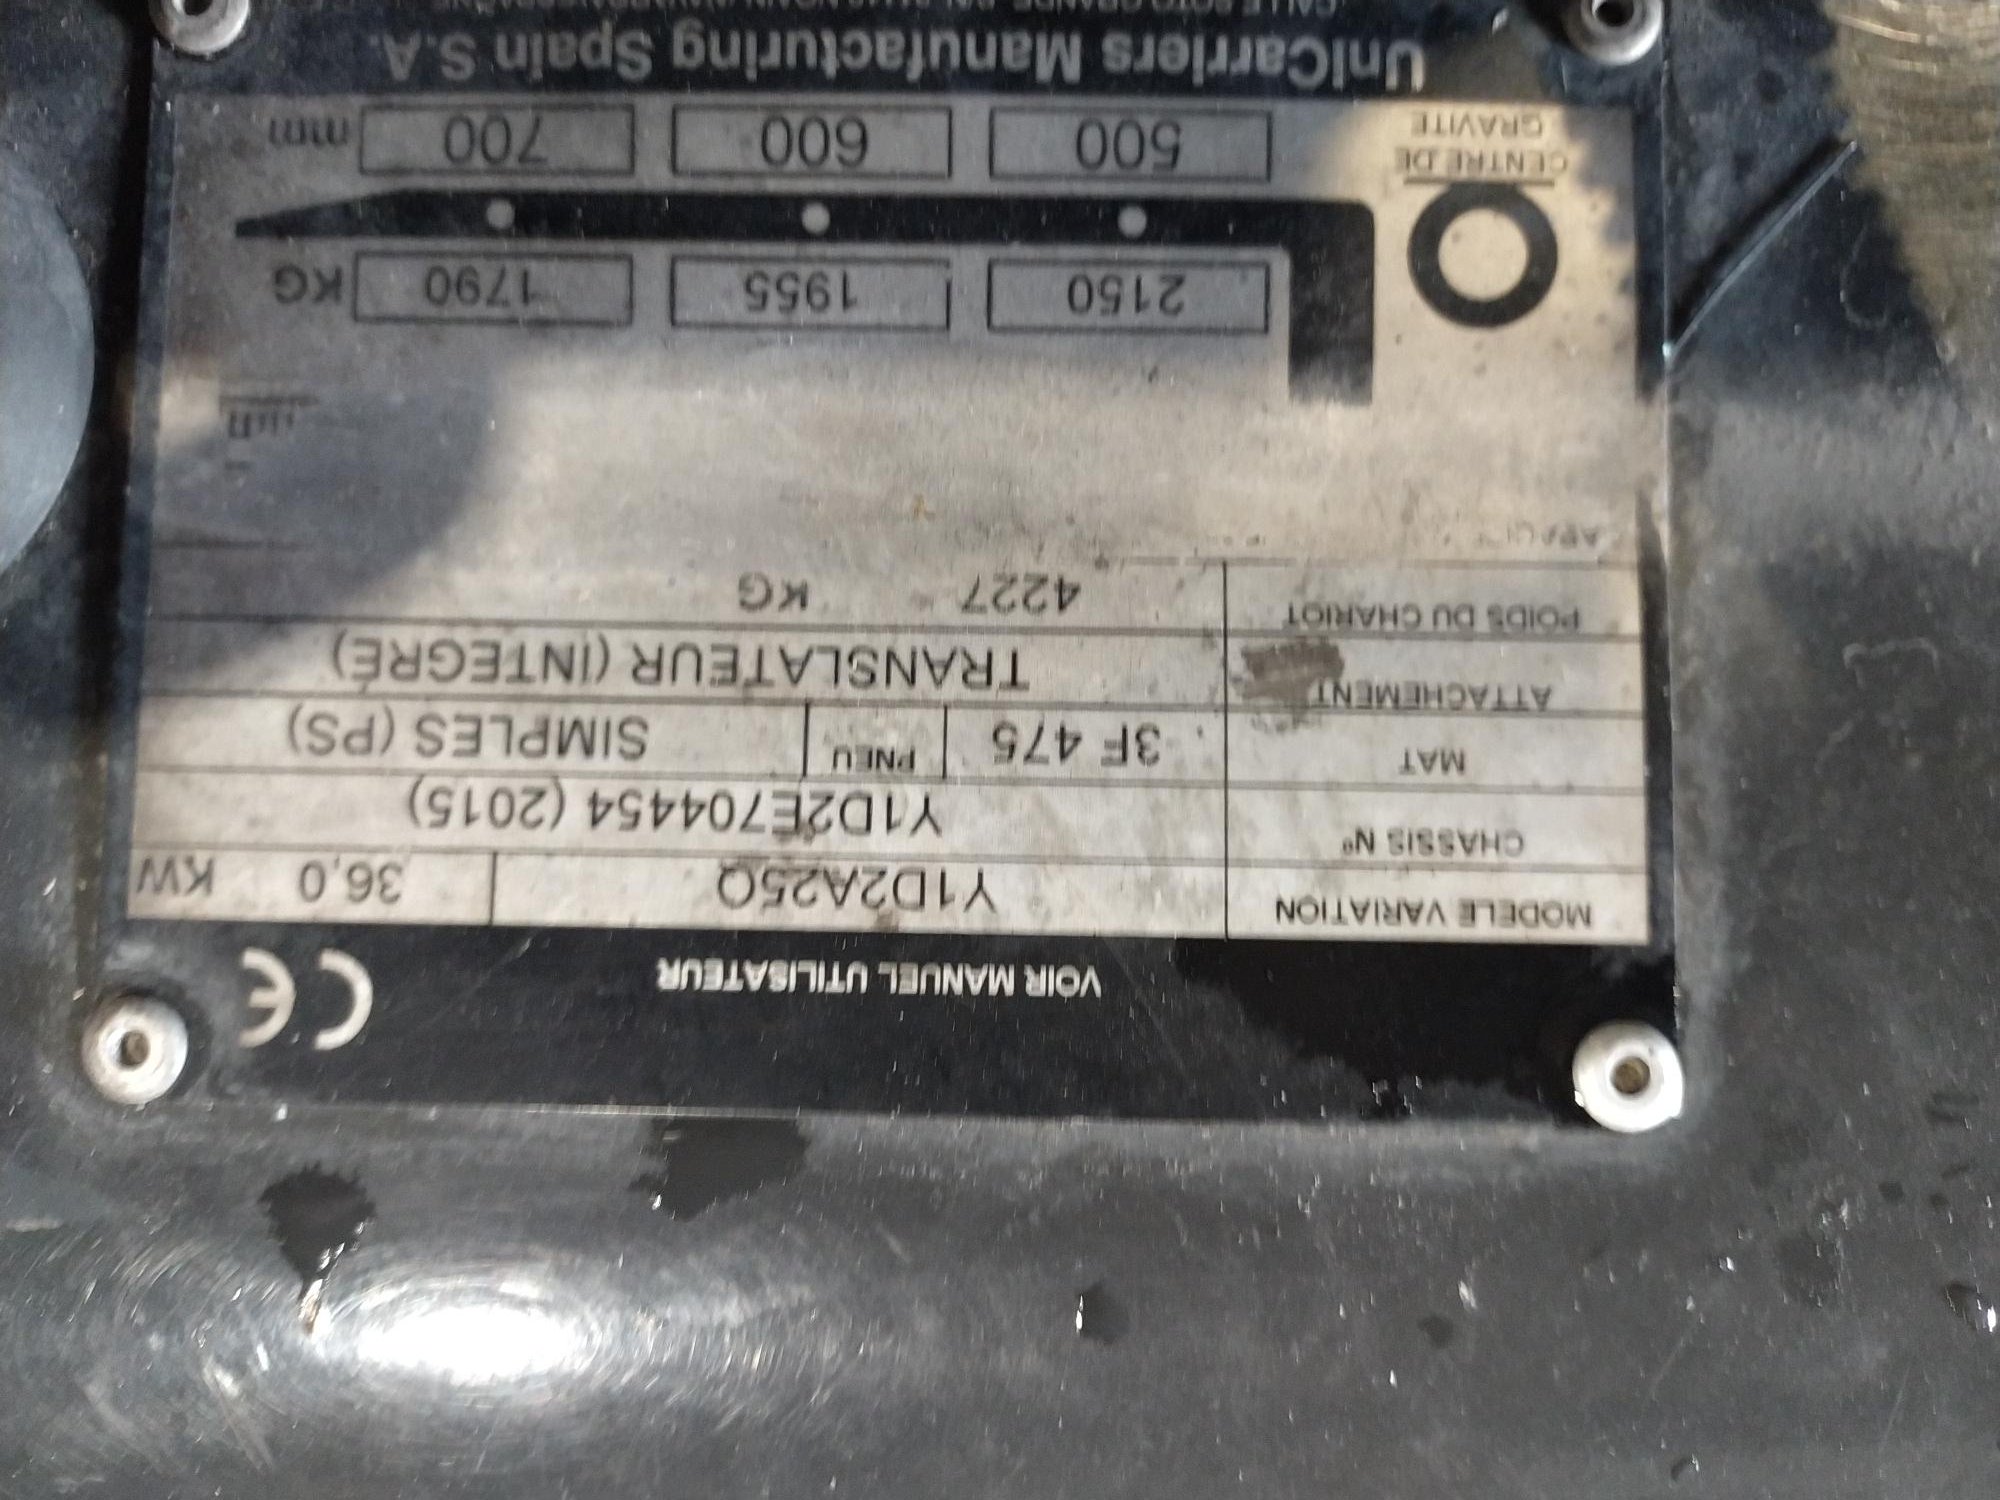 VOIR MANUEL UTILISATEUR
CE
MODELE VARIATION Y1D2A25Q 36,0 KW
CHASSIS Nº Y1D2E704454 (2015)
MAT 3F 475 PNEU SIMPLES (PS)
ATTACHEMENT TRANSLATEUR (INTEGRE)
POIDS DU CHARIOT 4227 KG
2150 1955 1790 KG
CENTRE DE
GRAVITE
500 600 700 mm
UniCarriers Manufacturing Spain S.A.